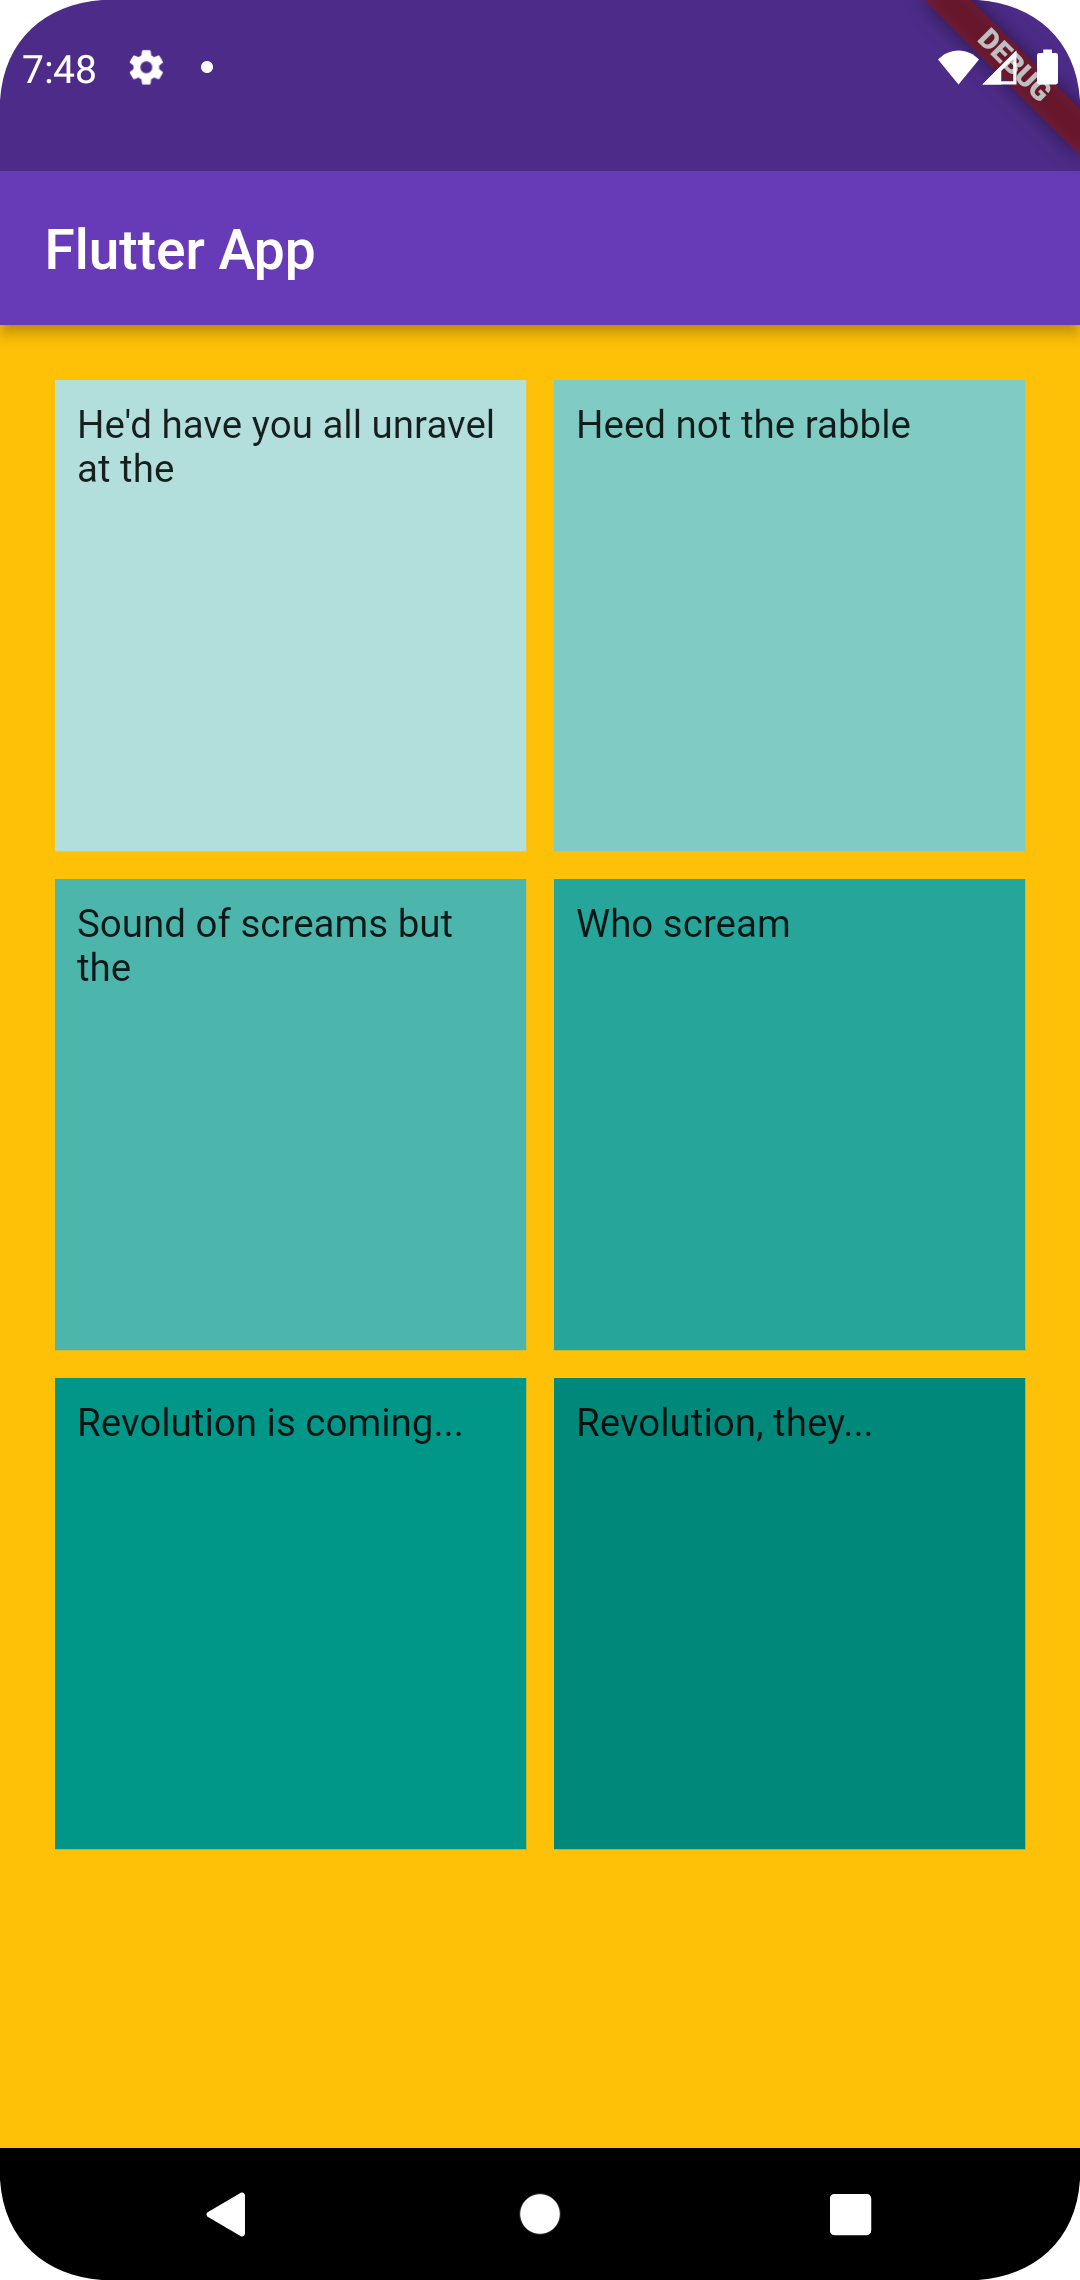 7:48
DEBUG
Flutter App
He'd have you all unravel
at the
Heed not the rabble
Sound of screams but
the
Who scream
Revolution is coming...
Revolution, they...